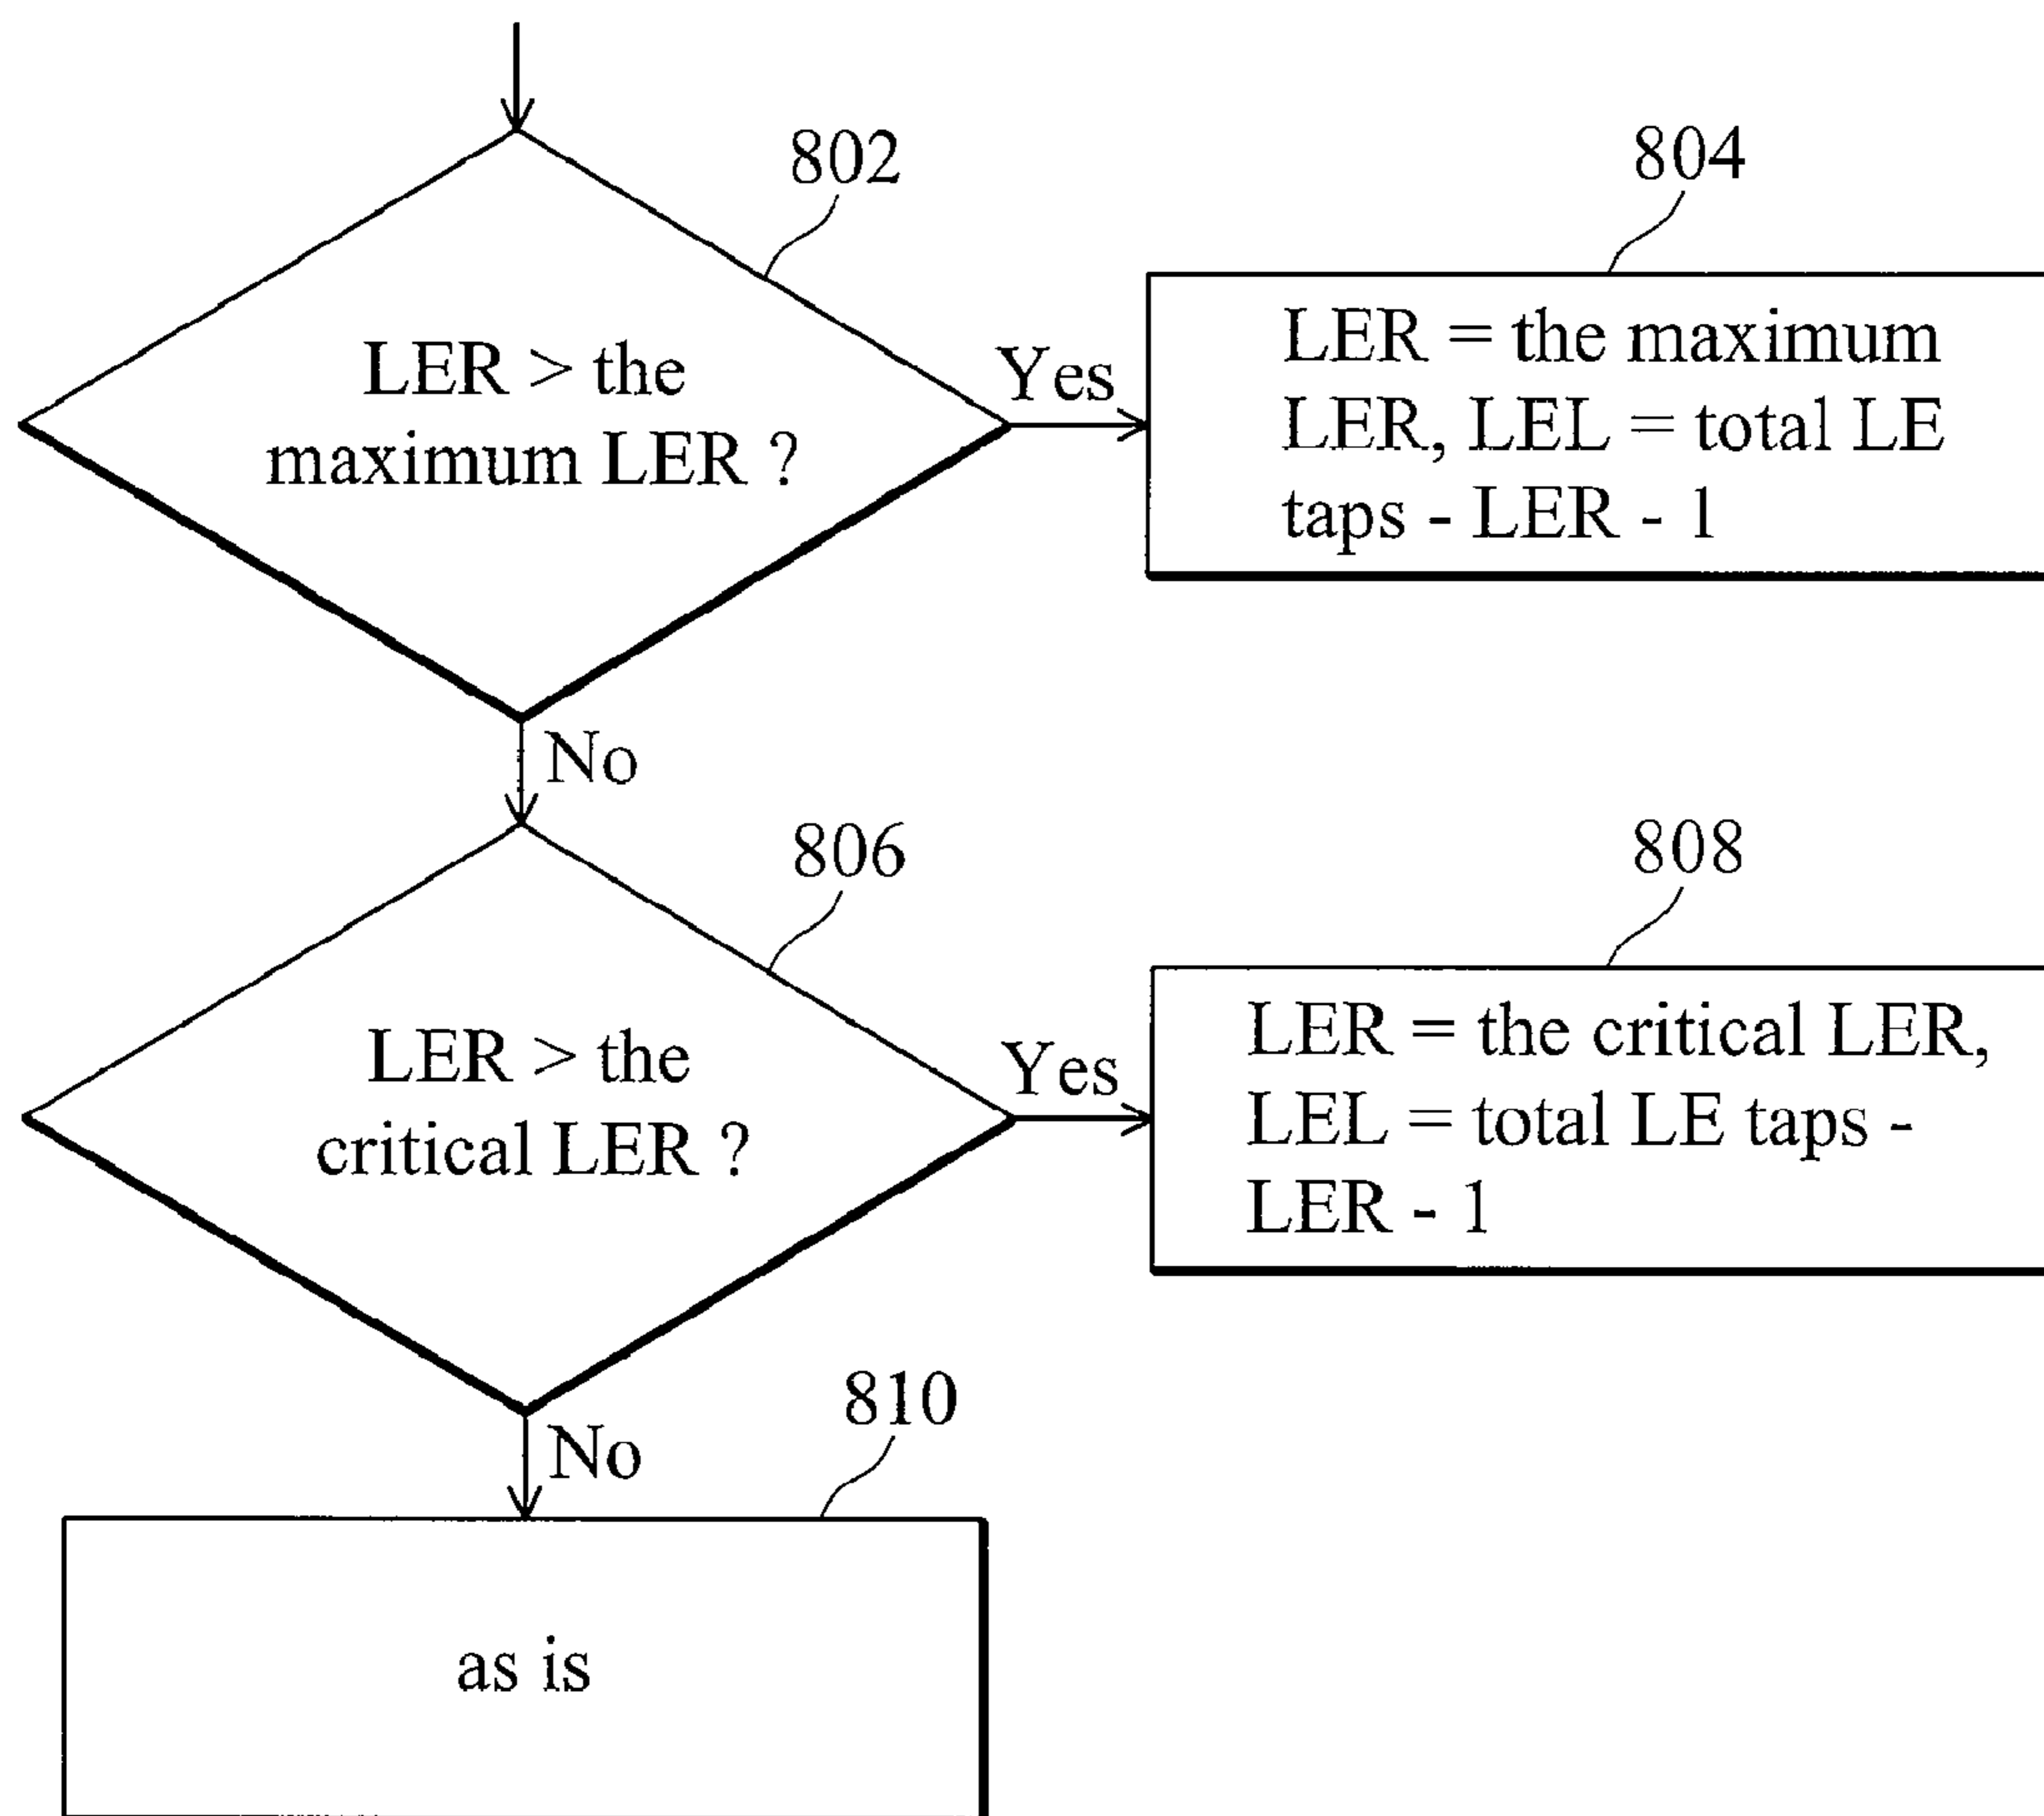 802
LER > the
maximum LER ?
Yes
804
LER = the maximum
LER, LEL = total LE
taps - LER - 1
No
806
LER > the
critical LER ?
Yes
808
LER = the critical LER,
LEL = total LE taps -
LER - 1
No
810
as is